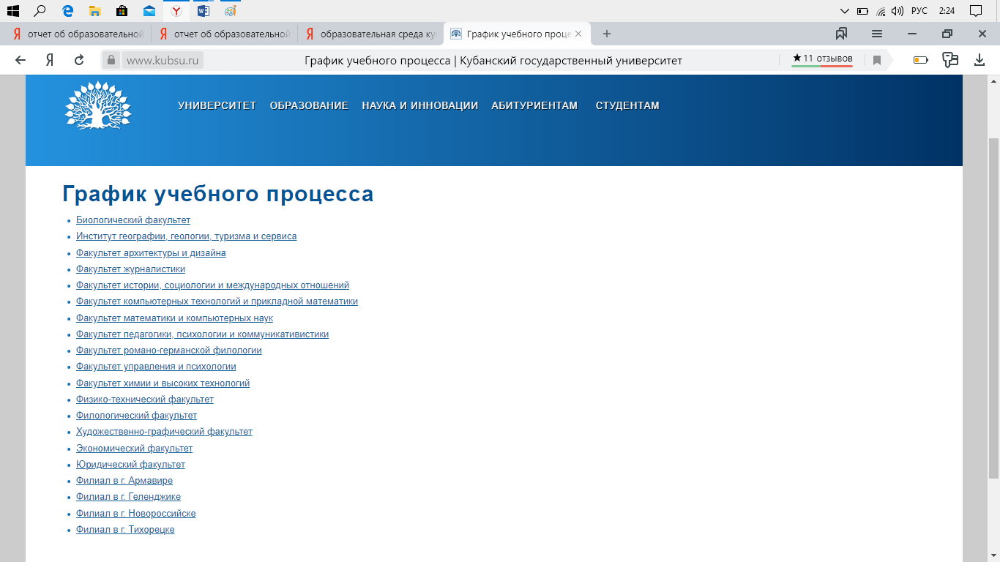 РУС 2:24
отчет об образовательной
отчет об образовательной
образовательная среда ку
График учебного проце
Я www.kubsu.ru График учебного процесса | Кубанский государственный университет ★11 отзывов
УНИВЕРСИТЕТ ОБРАЗОВАНИЕ НАУКА И ИННОВАЦИИ АБИТУРИЕНТАМ СТУДЕНТАМ
График учебного процесса
Биологический факультет
Институт географии, геологии, туризма и сервиса
Факультет архитектуры и дизайна
Факультет журналистики
Факультет истории, социологии и международных отношений
Факультет компьютерных технологий и прикладной математики
Факультет математики и компьютерных наук
Факультет педагогики, психологии и коммуникативистики
Факультет романо-германской филологии
Факультет управления и психологии
Факультет химии и высоких технологий
Физико-технический факультет
Филологический факультет
Художественно-графический факультет
Экономический факультет
Юридический факультет
Филиал в г. Армавире
Филиал в г. Геленджике
Филиал в г. Новороссийске
Филиал в г. Тихорецке